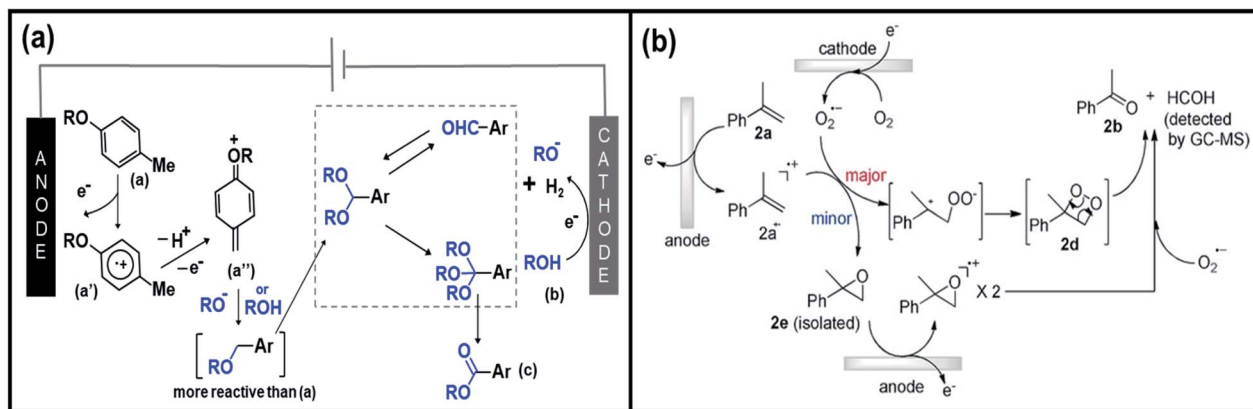 (a)
ANODE
RO
Me
(a)
e-
RO
·+
Me
(a')
–H+
–e-
+
OR
(a'')
RO- or ROH
RO
Ar
more reactive than (a)
OHC–Ar
RO
Ar
RO
RO
RO
Ar
RO
O
Ar
RO
(c)
RO-
+ H2
e-
ROH
(b)
CATHODE
(b)
cathode
e-
O2•–
O2
Ph
2a
e-
anode
•+
Ph
2a•+
major
minor
Ph
+
OO-
Ph
O
O
2d
Ph
O
2b
+ HCOH
(detected
by GC-MS)
O2•–
Ph
O
2e (isolated)
•+
Ph
O
X 2
anode
e-